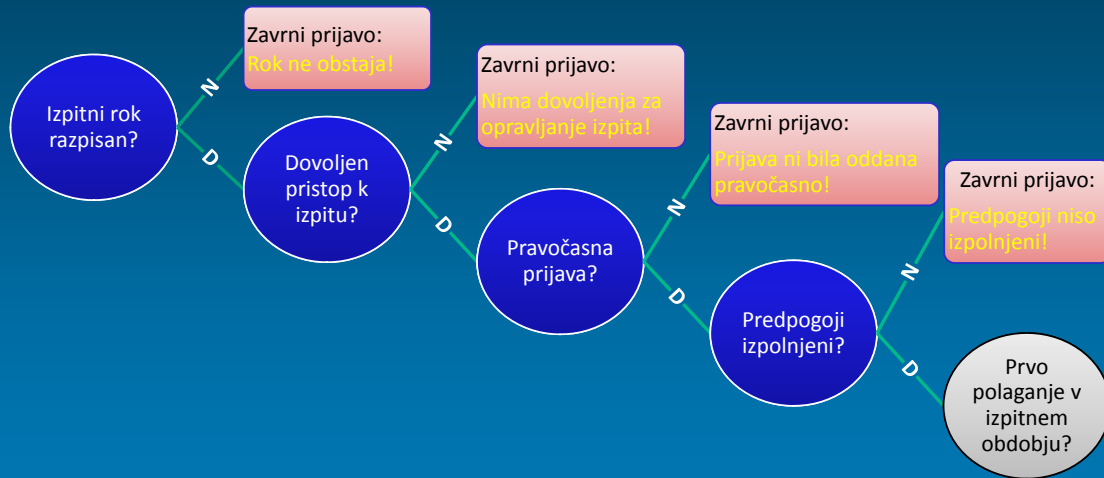 Izpitni rok
razpisan?
N
Zavrni prijavo:
Rok ne obstaja!
D
Dovoljen
pristop k
izpitu?
N
Zavrni prijavo:
Nima dovoljenja za
opravljanje izpita!
D
Pravočasna
prijava?
N
Zavrni prijavo:
Prijava ni bila oddana
pravočasno!
D
Predpogoji
izpolnjeni?
N
Zavrni prijavo:
Predpogoji niso
izpolnjeni!
D
Prvo
polaganje v
izpitnem
obdobju?